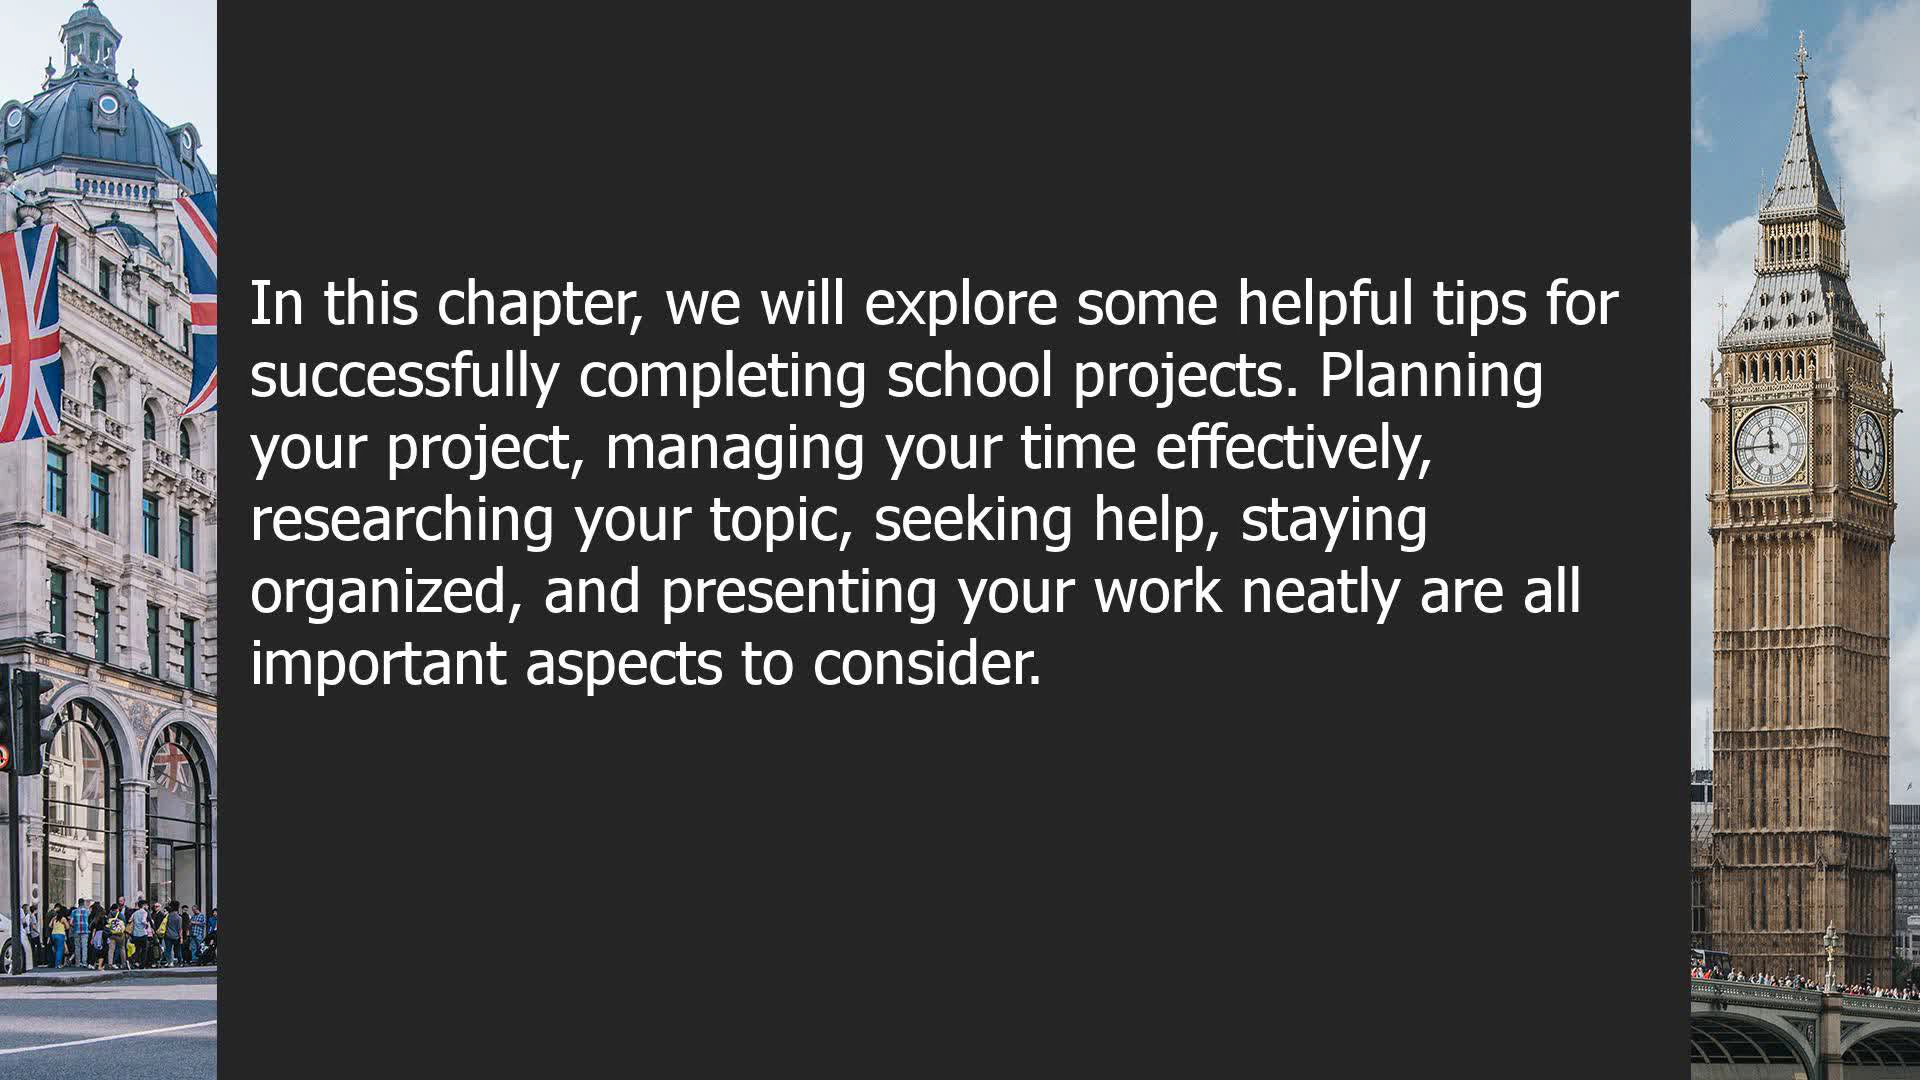 In this chapter, we will explore some helpful tips for
successfully completing school projects. Planning
your project, managing your time effectively,
researching your topic, seeking help, staying
organized, and presenting your work neatly are all
important aspects to consider.